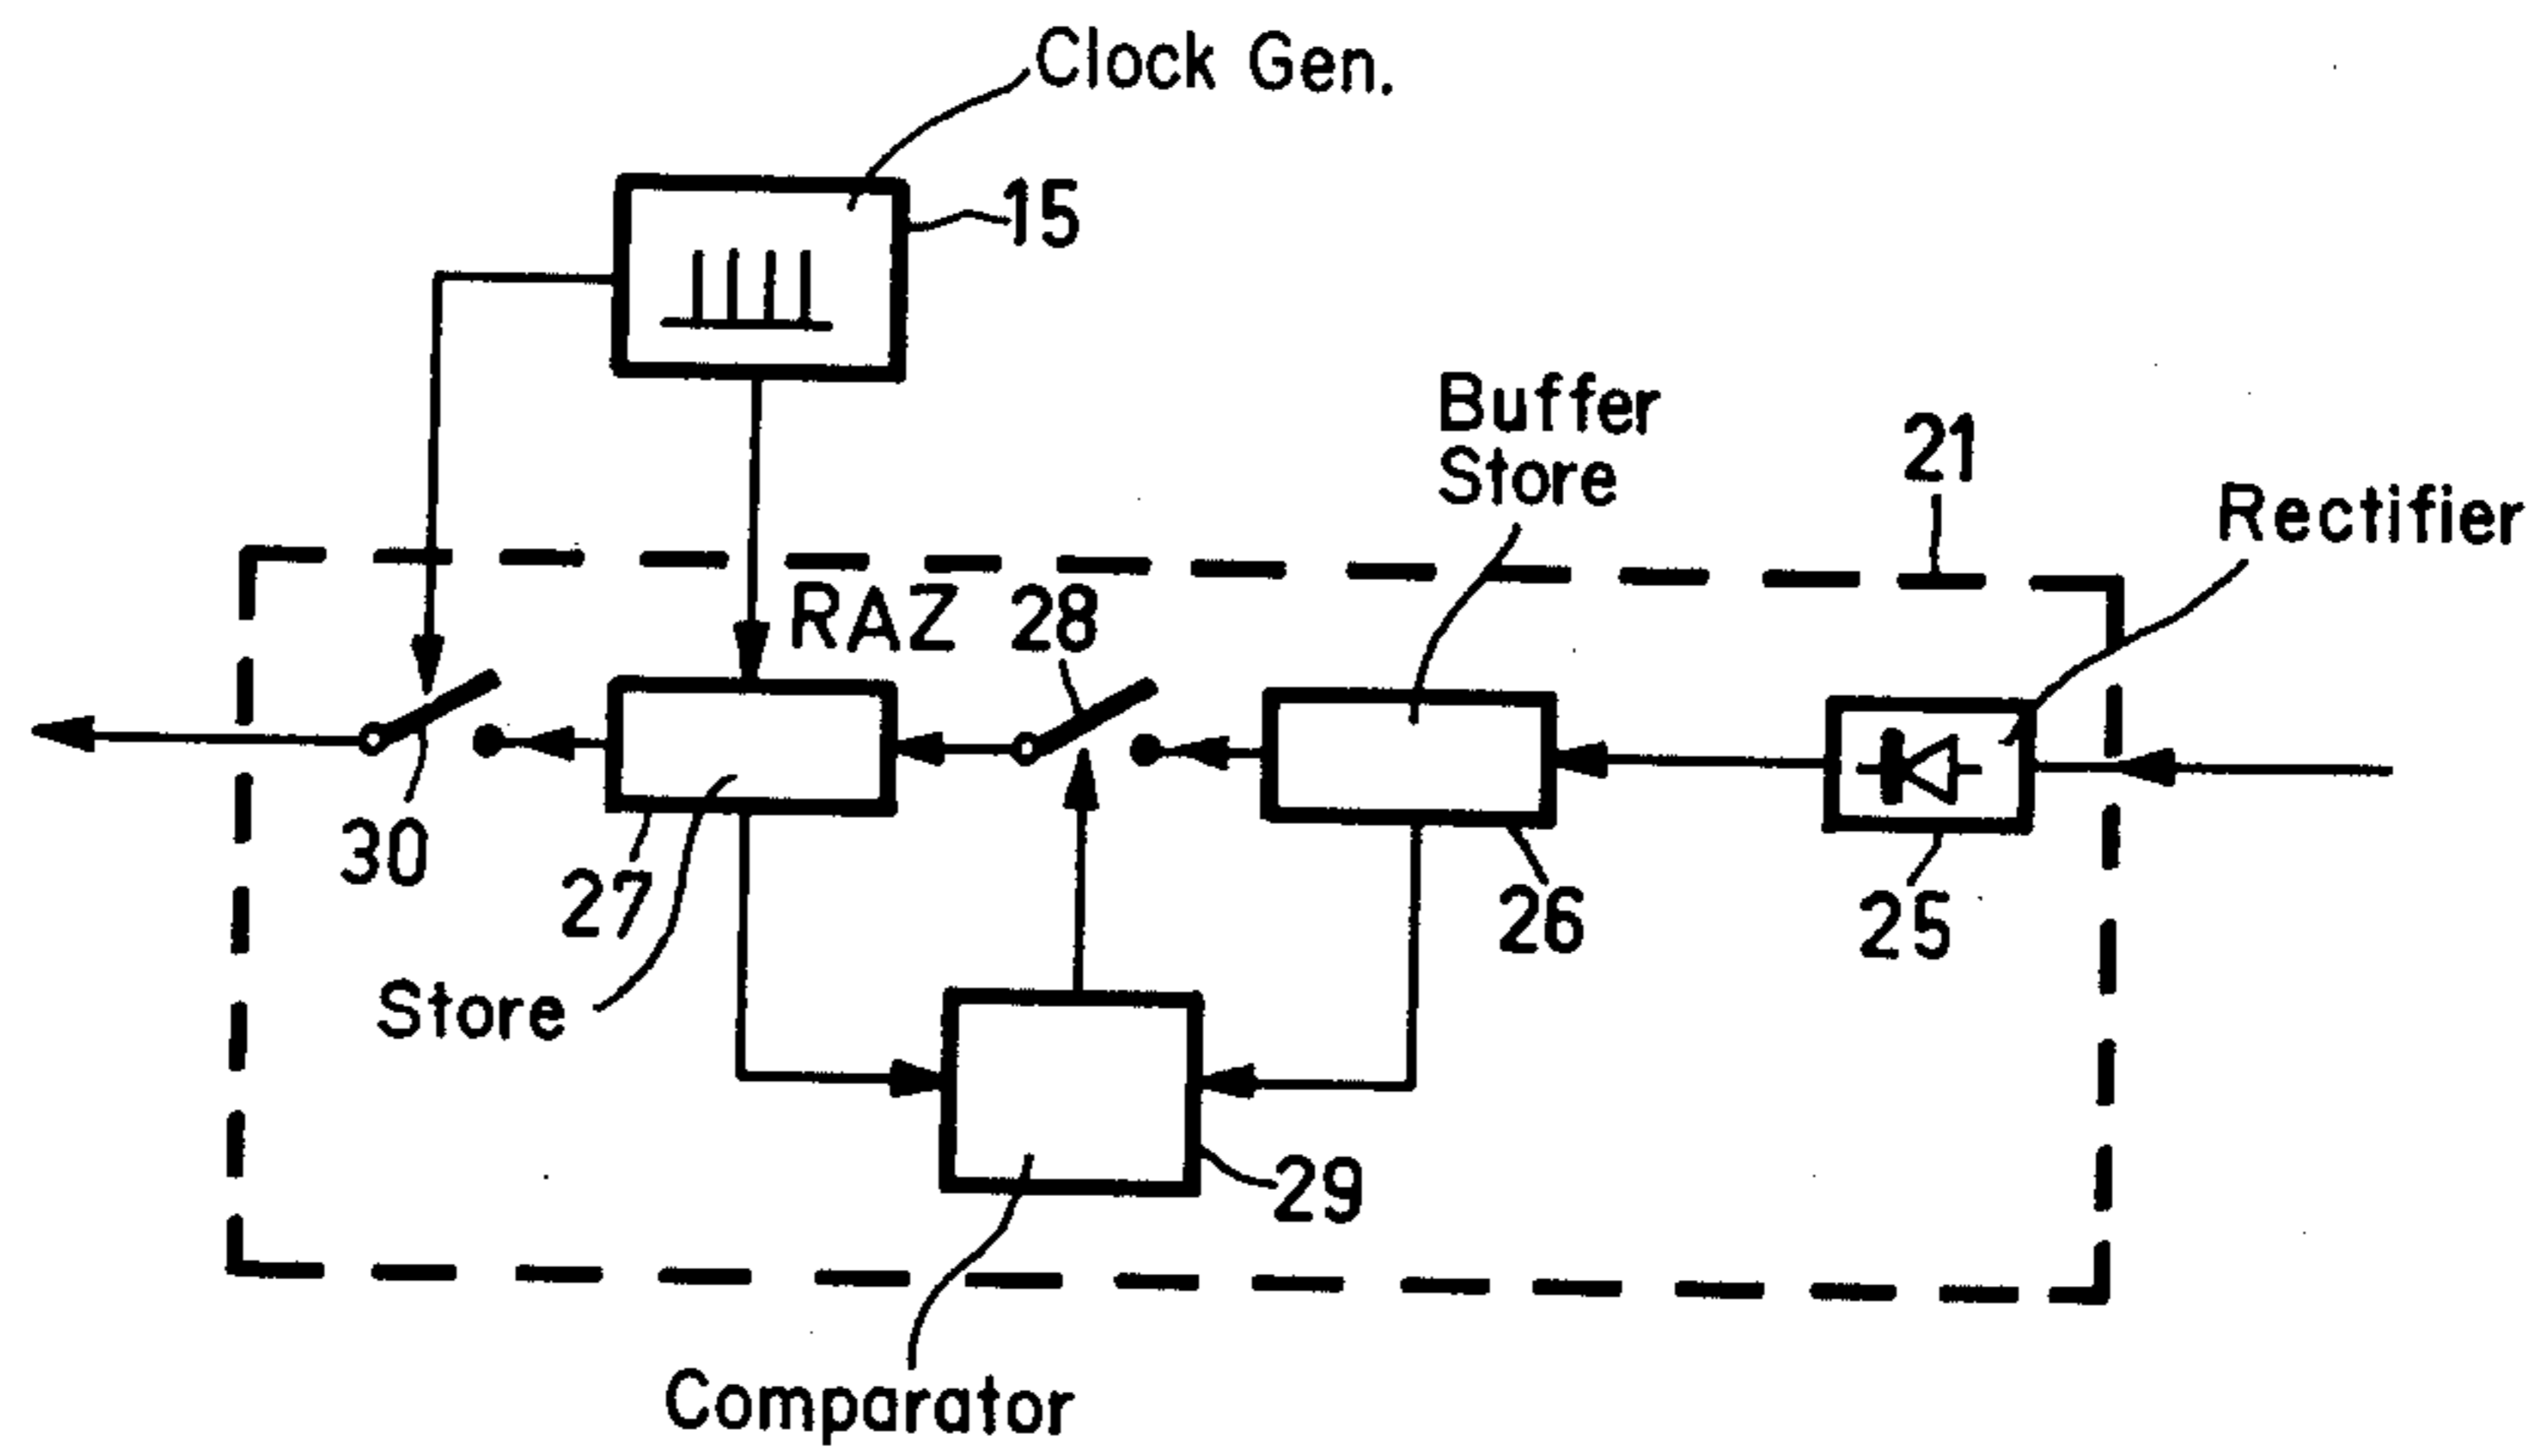 Clock Gen.
15
Buffer
Store
21
Rectifier
RAZ
28
30
27
26
25
Store
29
Comparator